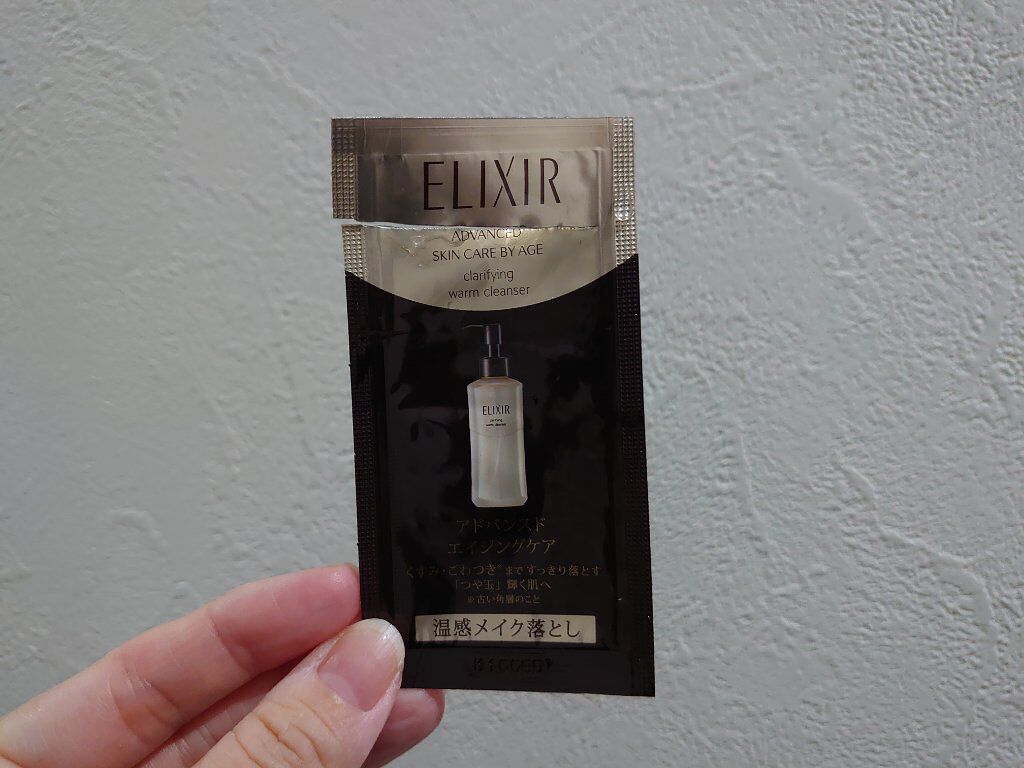 ELIXIR
ADVANCED
SKIN CARE BY AGE
clarifying
warm cleanser
ELIXIR
clarifying
warm cleanser
アドバンスド
エイジングケア
くすみ・ごわつき※まですっきり落とす
「つや玉」輝く肌へ
※古い角層のこと
温感メイク落とし